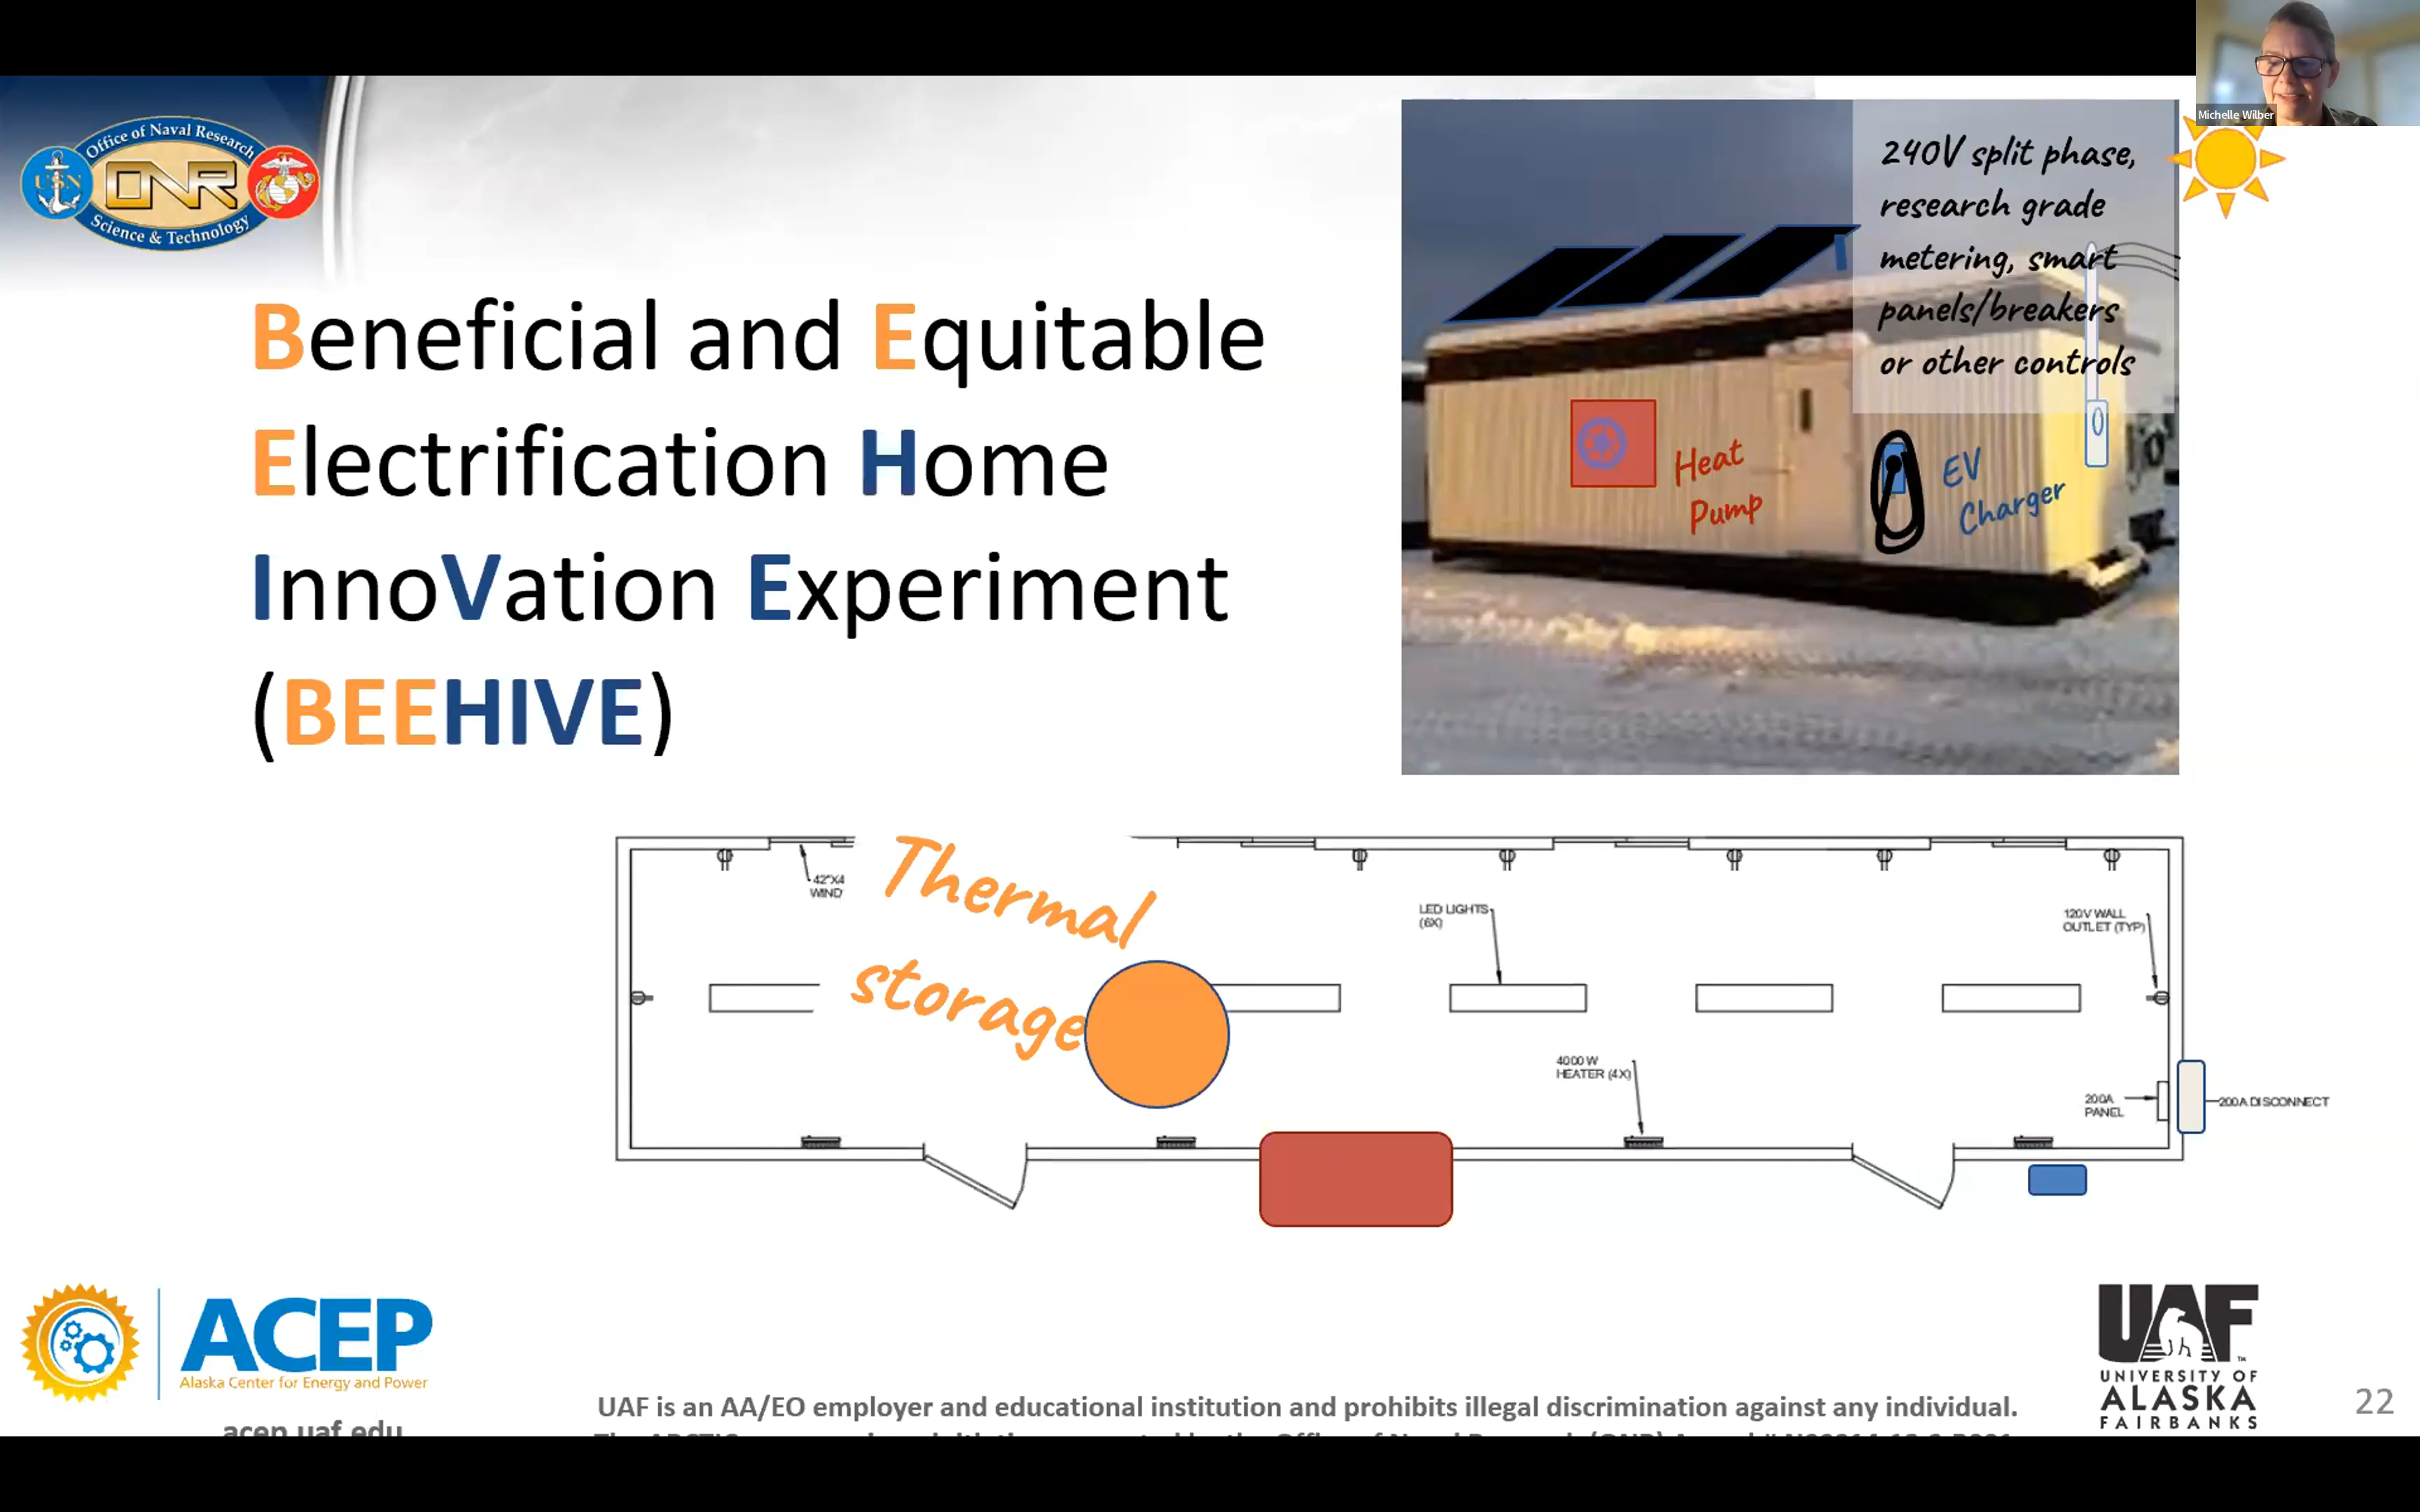 Michelle Wilber
Office of Naval Research
USN
ONR
Science & Technology
Beneficial and Equitable
Electrification Home
InnoVation Experiment
(BEEHIVE)
240V split phase,
research grade
metering, smart
panels/breakers
or other controls
Heat
Pump
EV
Charger
Thermal
storage
42"X4
WIND
LED LIGHTS
(6X)
120V WALL
OUTLET (TYP)
4000 W
HEATER (4X)
200A
PANEL
200A DISCONNECT
ACEP
Alaska Center for Energy and Power
acep.uaf.edu
UAF is an AA/EO employer and educational institution and prohibits illegal discrimination against any individual.
UAF
UNIVERSITY OF
ALASKA
FAIRBANKS
22